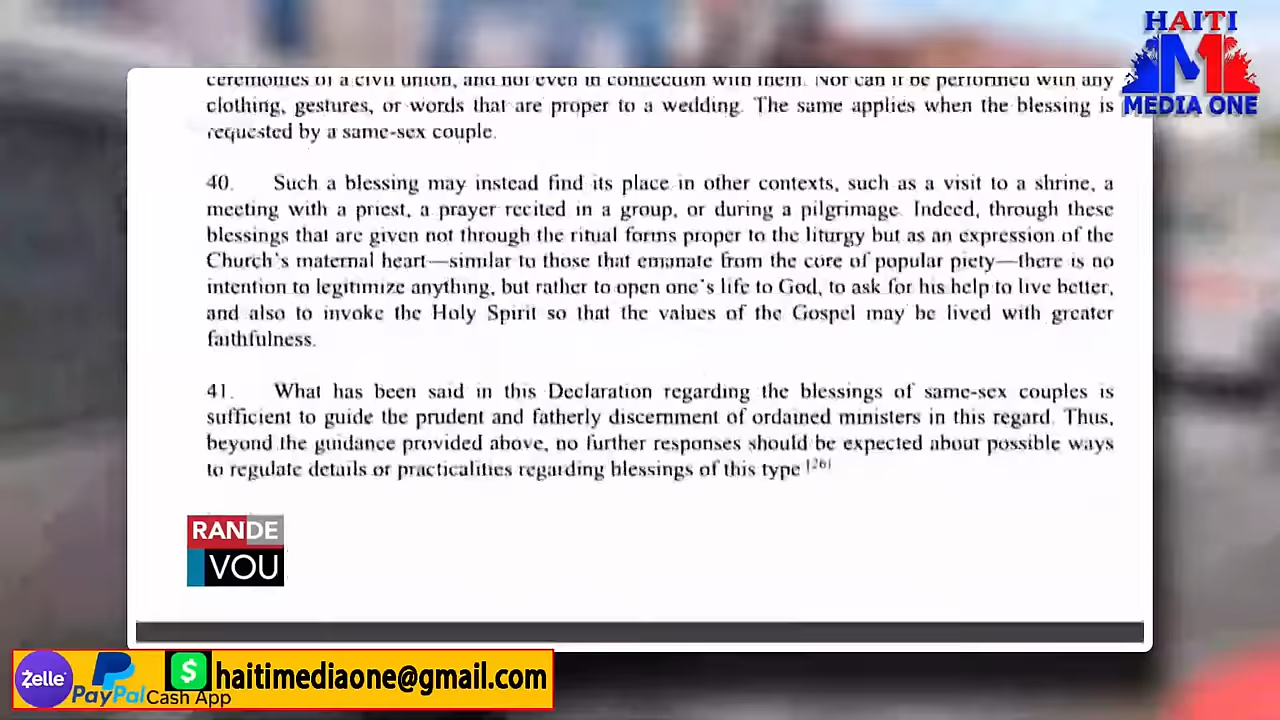 HAITI
M
MEDIA ONE
ceremonies of a civil union, and not even in connection with them. Nor can it be performed with any
clothing, gestures, or words that are proper to a wedding. The same applies when the blessing is
requested by a same-sex couple.
40. Such a blessing may instead find its place in other contexts, such as a visit to a shrine, a
meeting with a priest, a prayer recited in a group, or during a pilgrimage. Indeed, through these
blessings that are given not through the ritual forms proper to the liturgy but as an expression of the
Church's maternal heart—similar to those that emanate from the core of popular piety—there is no
intention to legitimize anything, but rather to open one's life to God, to ask for his help to live better,
and also to invoke the Holy Spirit so that the values of the Gospel may be lived with greater
faithfulness.
41. What has been said in this Declaration regarding the blessings of same-sex couples is
sufficient to guide the prudent and fatherly discernment of ordained ministers in this regard. Thus,
beyond the guidance provided above, no further responses should be expected about possible ways
to regulate details or practicalities regarding blessings of this type [26]
RANDE
VOU
Zelle PayPal $ Cash App haitimediaone@gmail.com